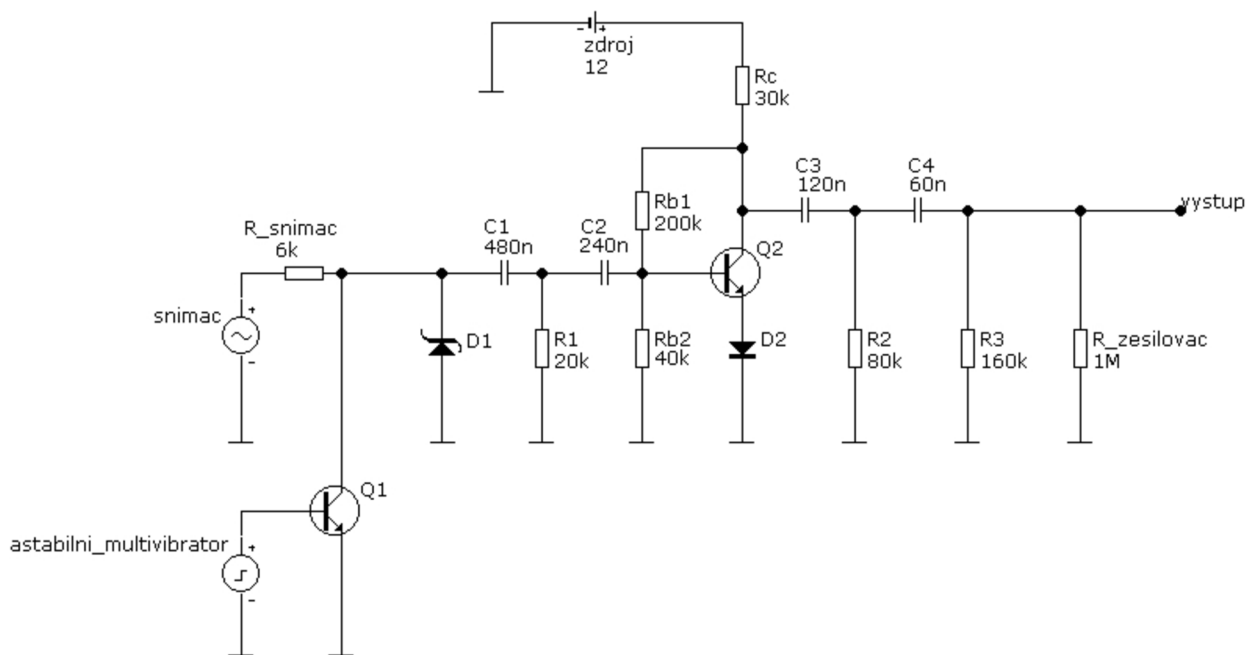 - +
zdroj
12
Rc
30k
C3
120n
C4
60n
vystup
Rb1
200k
R_snimac
6k
C1
480n
C2
240n
Q2
snimac
+
-
D1
R1
20k
Rb2
40k
D2
R2
80k
R3
160k
R_zesilovac
1M
Q1
astabilni_multivibrator
+
-